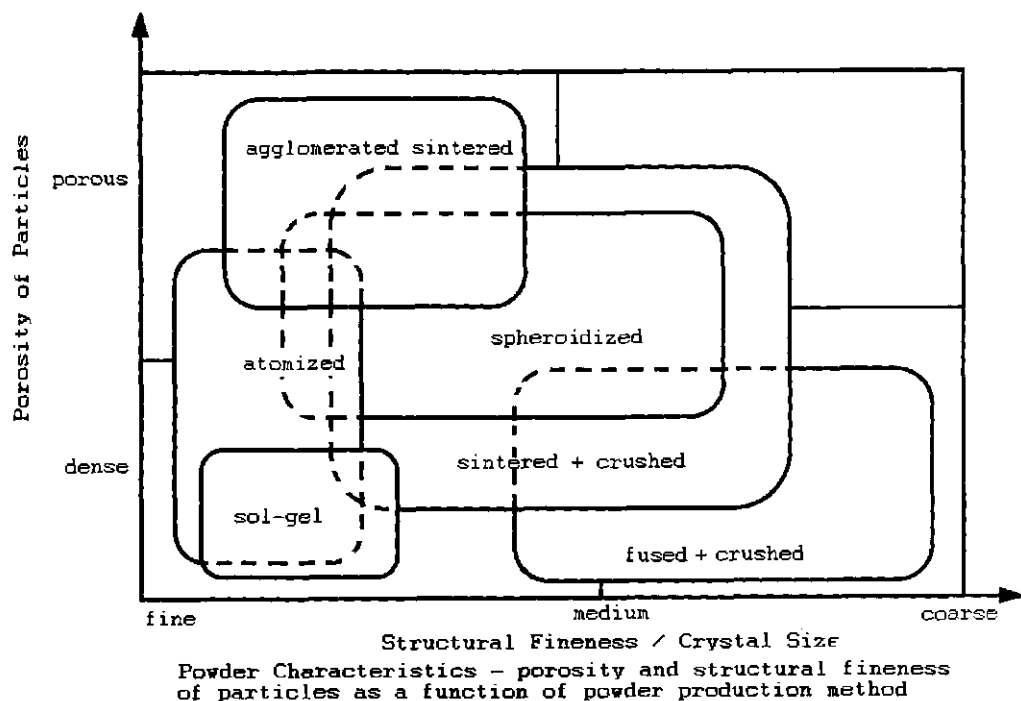 Porosity of Particles
agglomerated sintered
porous
spheroidized
atomized
dense
sintered + crushed
sol-gel
fused + crushed
fine
medium
coarse
Structural Fineness / Crystal Size
Powder Characteristics – porosity and structural fineness
of particles as a function of powder production method